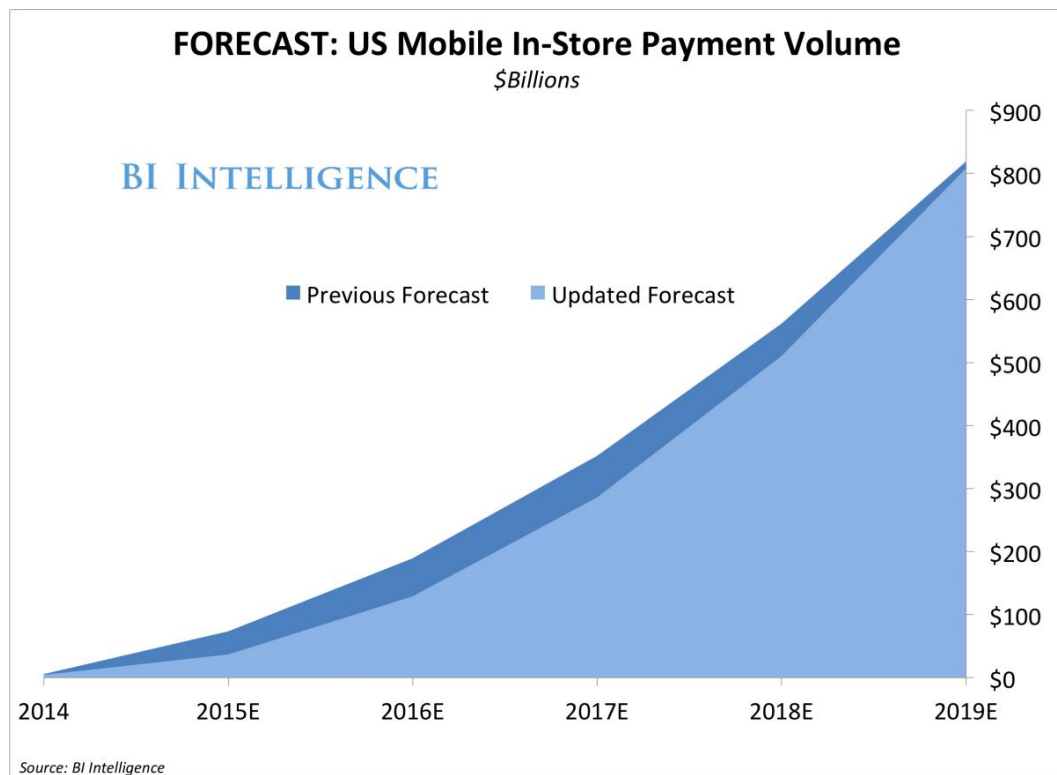 FORECAST: US Mobile In-Store Payment Volume
$Billions
BI INTELLIGENCE
Previous Forecast
Updated Forecast
$900
$800
$700
$600
$500
$400
$300
$200
$100
$0
2014 2015E 2016E 2017E 2018E 2019E
Source: BI Intelligence